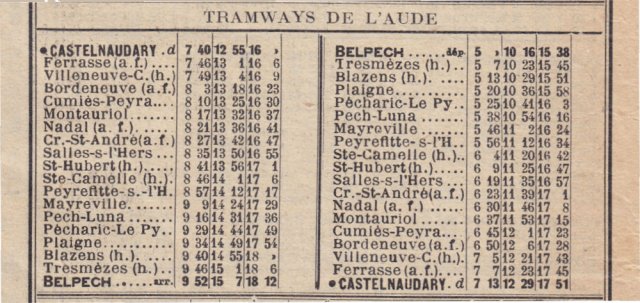 TRAMWAYS DE L'AUDE
●CASTELNAUDARY . d 7 40 12 55 16 »
Ferrasse (a.f.)... 7 46 13 1 16 6
Villeneuve-C.(h.) 7 49 13 4 16 9
Bordeneuve (a.f.) 8 3 13 18 16 23
Cumiés-Peyra... 8 10 13 25 16 30
Montauriol...... 8 17 13 32 16 37
Nadal (a. f.)..... 8 21 13 36 16 41
Cr.-St-André(a.f.) 8 27 13 42 16 47
Salles-s-l'Hers ... 8 35 13 50 16 55
St-Hubert (h.).... 8 41 13 56 17 1
Ste-Camelle (h.). 8 46 14 1 17 6
Peyrefitte-s.-l'H. 8 57 14 12 17 17
Mayreville. ...... 9 9 14 24 17 29
Pech-Luna ...... 9 16 14 31 17 36
Pécharic-Le Py.. 9 29 14 44 17 49
Plaigne.......... 9 34 14 49 17 54
Blazens (h.)..... 9 40 14 55 18 »
Tresmèzes (h.)... 9 46 15 1 18 6
BELPECH ......arr. 9 52 15 7 18 12
BELPECH ......dép. 5 » 10 16 15 38
Tresmèzes (h.)... 5 7 10 23 15 45
Blazens (h.)..... 5 13 10 29 15 51
Plaigne.......... 5 20 10 36 15 58
Pécharic-Le Py.. 5 25 10 41 16 3
Pech-Luna ...... 5 38 10 54 16 16
Mayreville....... 5 46 11 2 16 24
Peyrefitte-s-l'H.. 5 56 11 12 16 34
Ste-Camelle (h.) 6 4 11 20 16 42
St-Hubert(h.).... 6 9 11 25 16 47
Salles-s-l'Hers ... 6 19 11 35 16 57
Cr-St-André(a.f.) 6 23 11 39 17 1
Nadal (a. f.)..... 6 30 11 46 17 8
Montauriol...... 6 37 11 53 17 15
Cumiés-Peyra... 6 45 12 1 17 23
Bordeneuve (a.f.) 6 50 12 6 17 28
Villeneuve-C.(h.) 7 5 12 21 17 43
Ferrasse (a.f.)... 7 7 12 23 17 45
●CASTELNAUDARY .a 7 13 12 29 17 51